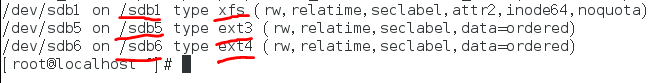 /dev/sdb1 on /sdb1 type xfs (rw,relatime,seclabel,attr2,inode64,noquota)
/dev/sdb5 on /sdb5 type ext3 (rw,relatime,seclabel,data=ordered)
/dev/sdb6 on /sdb6 type ext4 (rw,relatime,seclabel,data=ordered)
[root@localhost /]#